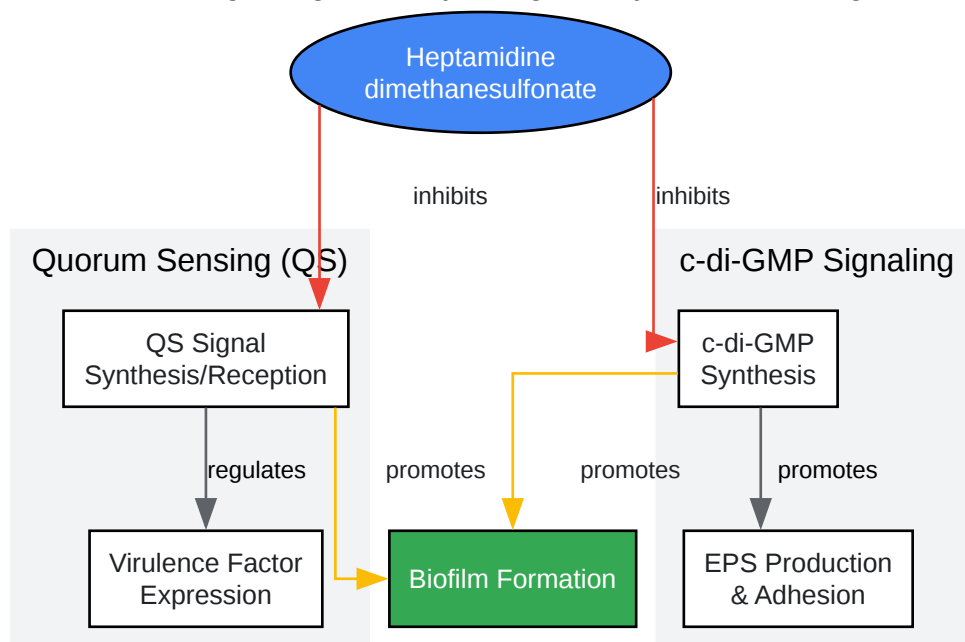 Heptamidine
dimethanesulfonate
inhibits
inhibits
Quorum Sensing (QS)
c-di-GMP Signaling
QS Signal
Synthesis/Reception
c-di-GMP
Synthesis
regulates
promotes
promotes
promotes
Virulence Factor
Expression
Biofilm Formation
EPS Production
& Adhesion